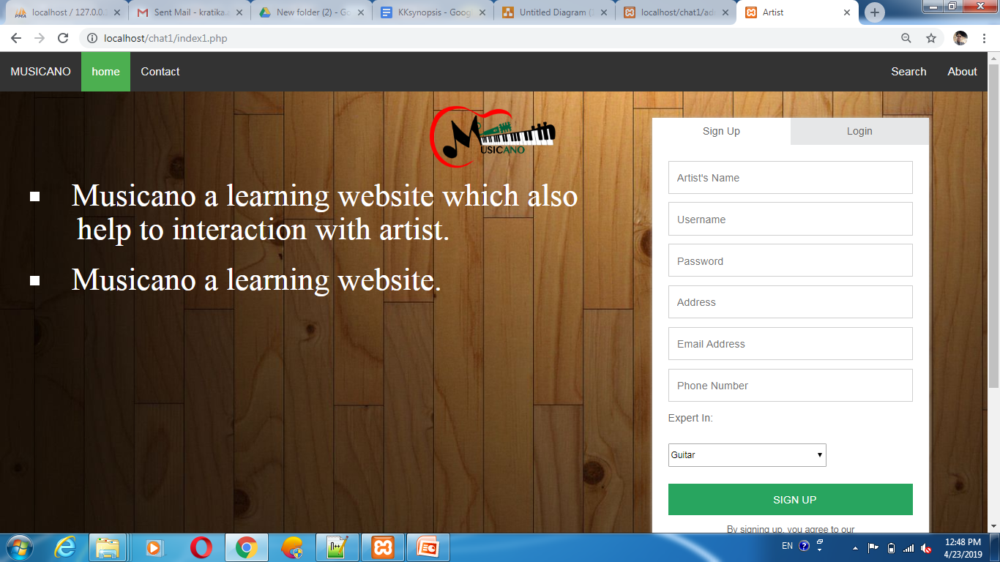 localhost / 127.0.0.
Sent Mail - kratika.
New folder (2) - Go
KKsynopsis - Google
Untitled Diagram (
localhost/chat1/ad
Artist
localhost/chat1/index1.php
MUSICANO
home
Contact
Search
About
USICANO
Musicano a learning website which also
help to interaction with artist.
Musicano a learning website.
Sign Up
Login
Artist's Name
Username
Password
Address
Email Address
Phone Number
Expert In:
Guitar
SIGN UP
By signing up, you agree to our
EN
12:48 PM
4/23/2019